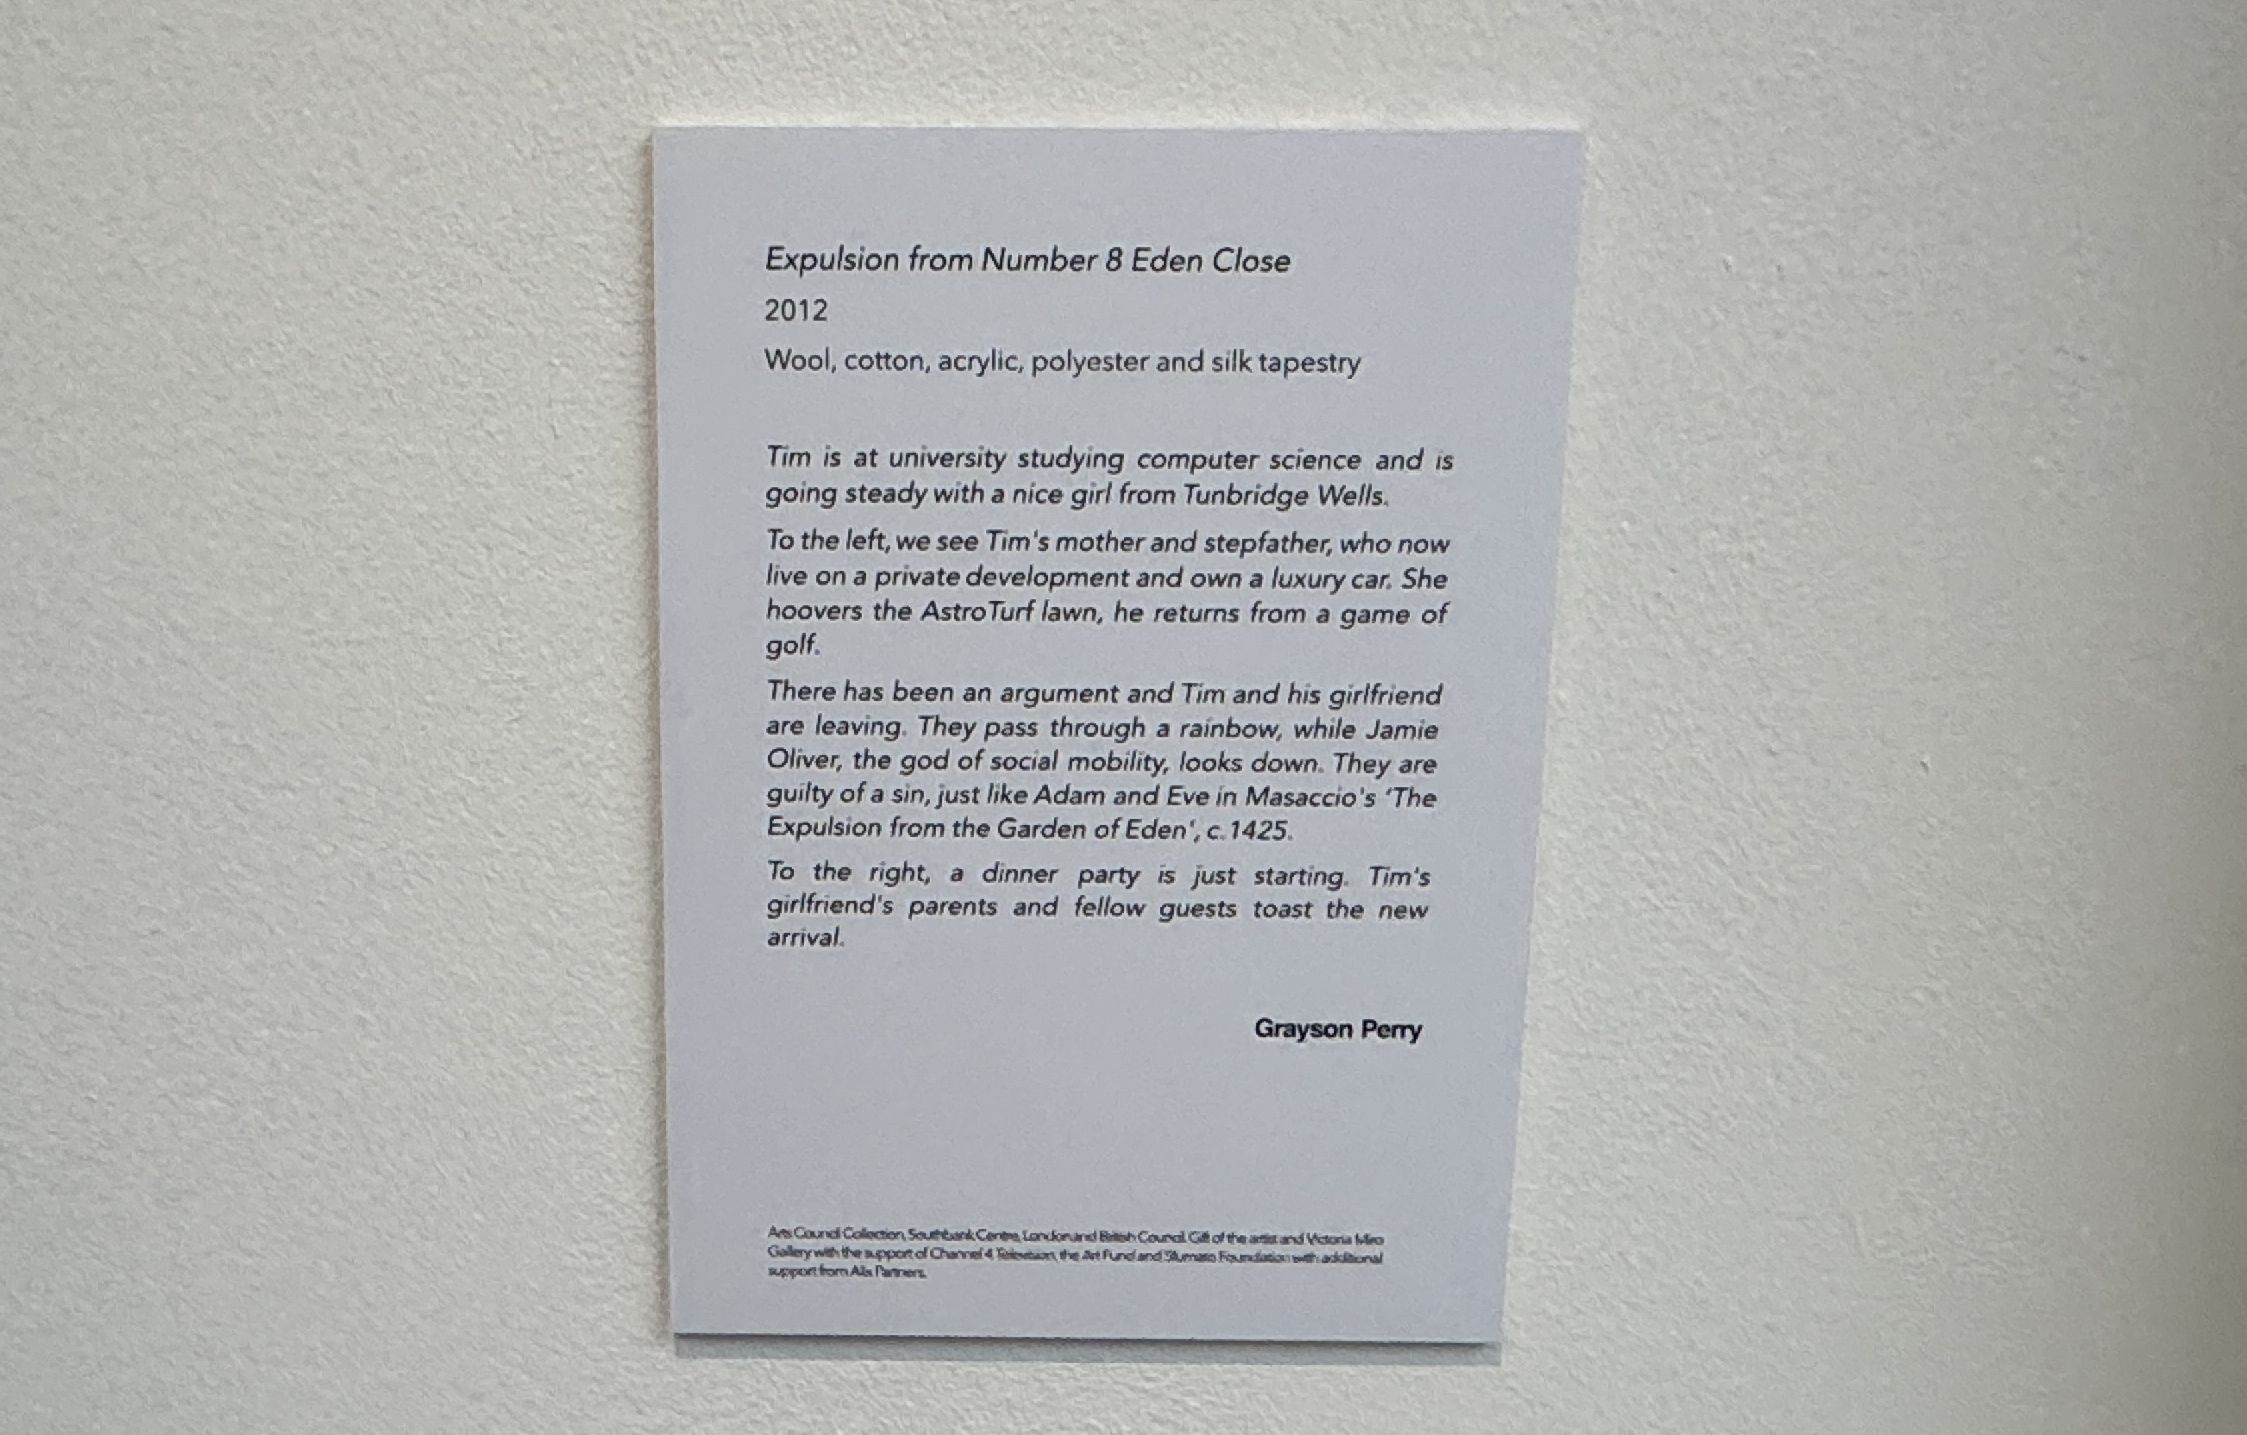 Expulsion from Number 8 Eden Close
2012
Wool, cotton, acrylic, polyester and silk tapestry
Tim is at university studying computer science and is
going steady with a nice girl from Tunbridge Wells.
To the left, we see Tim's mother and stepfather, who now
live on a private development and own a luxury car. She
hoovers the AstroTurf lawn, he returns from a game of
golf.
There has been an argument and Tim and his girlfriend
are leaving. They pass through a rainbow, while Jamie
Oliver, the god of social mobility, looks down. They are
guilty of a sin, just like Adam and Eve in Masaccio's ‘The
Expulsion from the Garden of Eden', c.1425.
To the right, a dinner party is just starting. Tim's
girlfriend's parents and fellow guests toast the new
arrival.
Grayson Perry
Arts Council Collection, Southbank Centre, London and British Council. Gift of the artist and Victoria Miro
Gallery with the support of Channel 4 Television, the Art Fund and Sfumato Foundation with additional
support from Alix Partners.